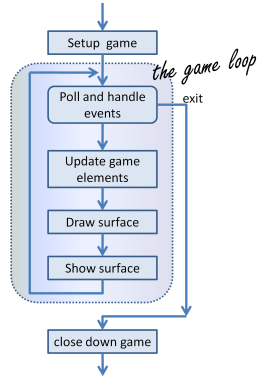 Setup game
the game loop
Poll and handle
events
exit
Update game
elements
Draw surface
Show surface
close down game